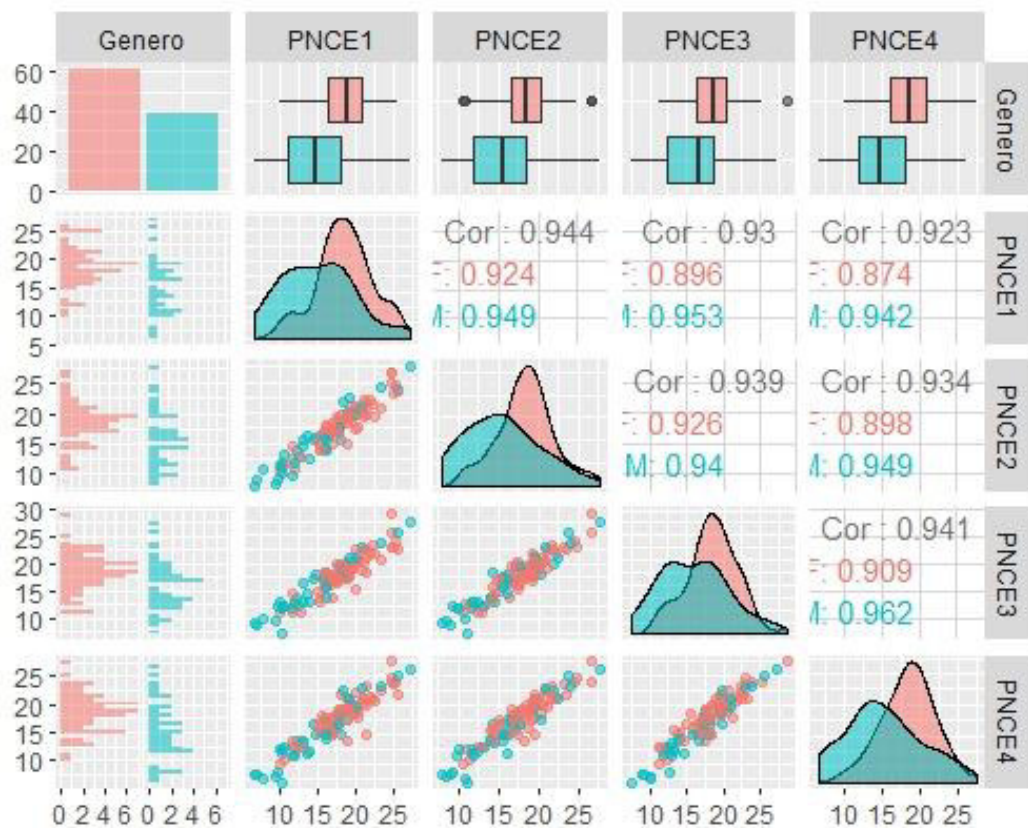 Genero PNCE1 PNCE2 PNCE3 PNCE4
60
40
20
0
Genero
25
20
15
10
5
Cor : 0.944 Cor : 0.93 Cor : 0.923
F: 0.924 F: 0.896 F: 0.874
M: 0.949 M: 0.953 M: 0.942
PNCE1
25
20
15
10
Cor : 0.939 Cor : 0.934
F: 0.926 F: 0.898
M: 0.94 M: 0.949
PNCE2
30
25
20
15
10
Cor : 0.941
F: 0.909
M: 0.962
PNCE3
25
20
15
10
PNCE4
0 2 4 6 0 2 4 6 10 15 20 25 10 15 20 25 10 15 20 25 10 15 20 25